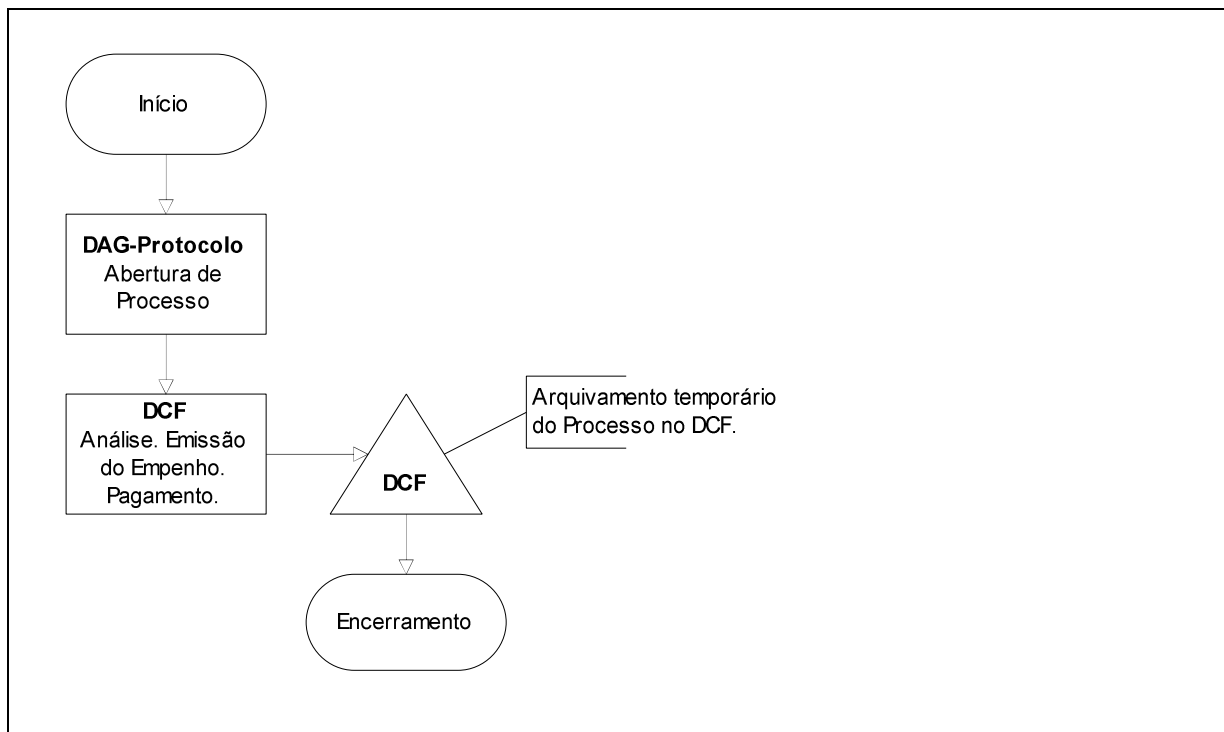 Início
DAG-Protocolo
Abertura de
Processo
DCF
Análise. Emissão
do Empenho.
Pagamento.
Arquivamento temporário
do Processo no DCF.
DCF
Encerramento